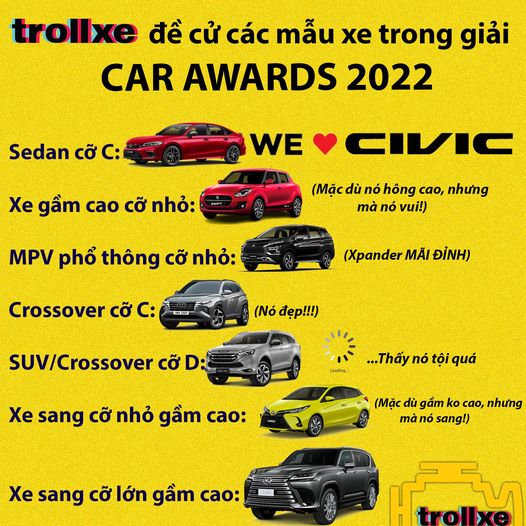 trollxe đề cử các mẫu xe trong giải
CAR AWARDS 2022
Sedan cỡ C:
WE ♥ CIVIC
Xe gầm cao cỡ nhỏ:
SWIFT
(Mặc dù nó hông cao, nhưng
mà nó vui!)
MPV phổ thông cỡ nhỏ:
(Xpander MÃI ĐỈNH)
Crossover cỡ C:
(Nó đẹp!!!)
SUV/Crossover cỡ D:
Loading...
...Thấy nó tội quá
Xe sang cỡ nhỏ gầm cao:
(Mặc dù gầm ko cao, nhưng
mà nó sang!)
Xe sang cỡ lớn gầm cao:
trollxe